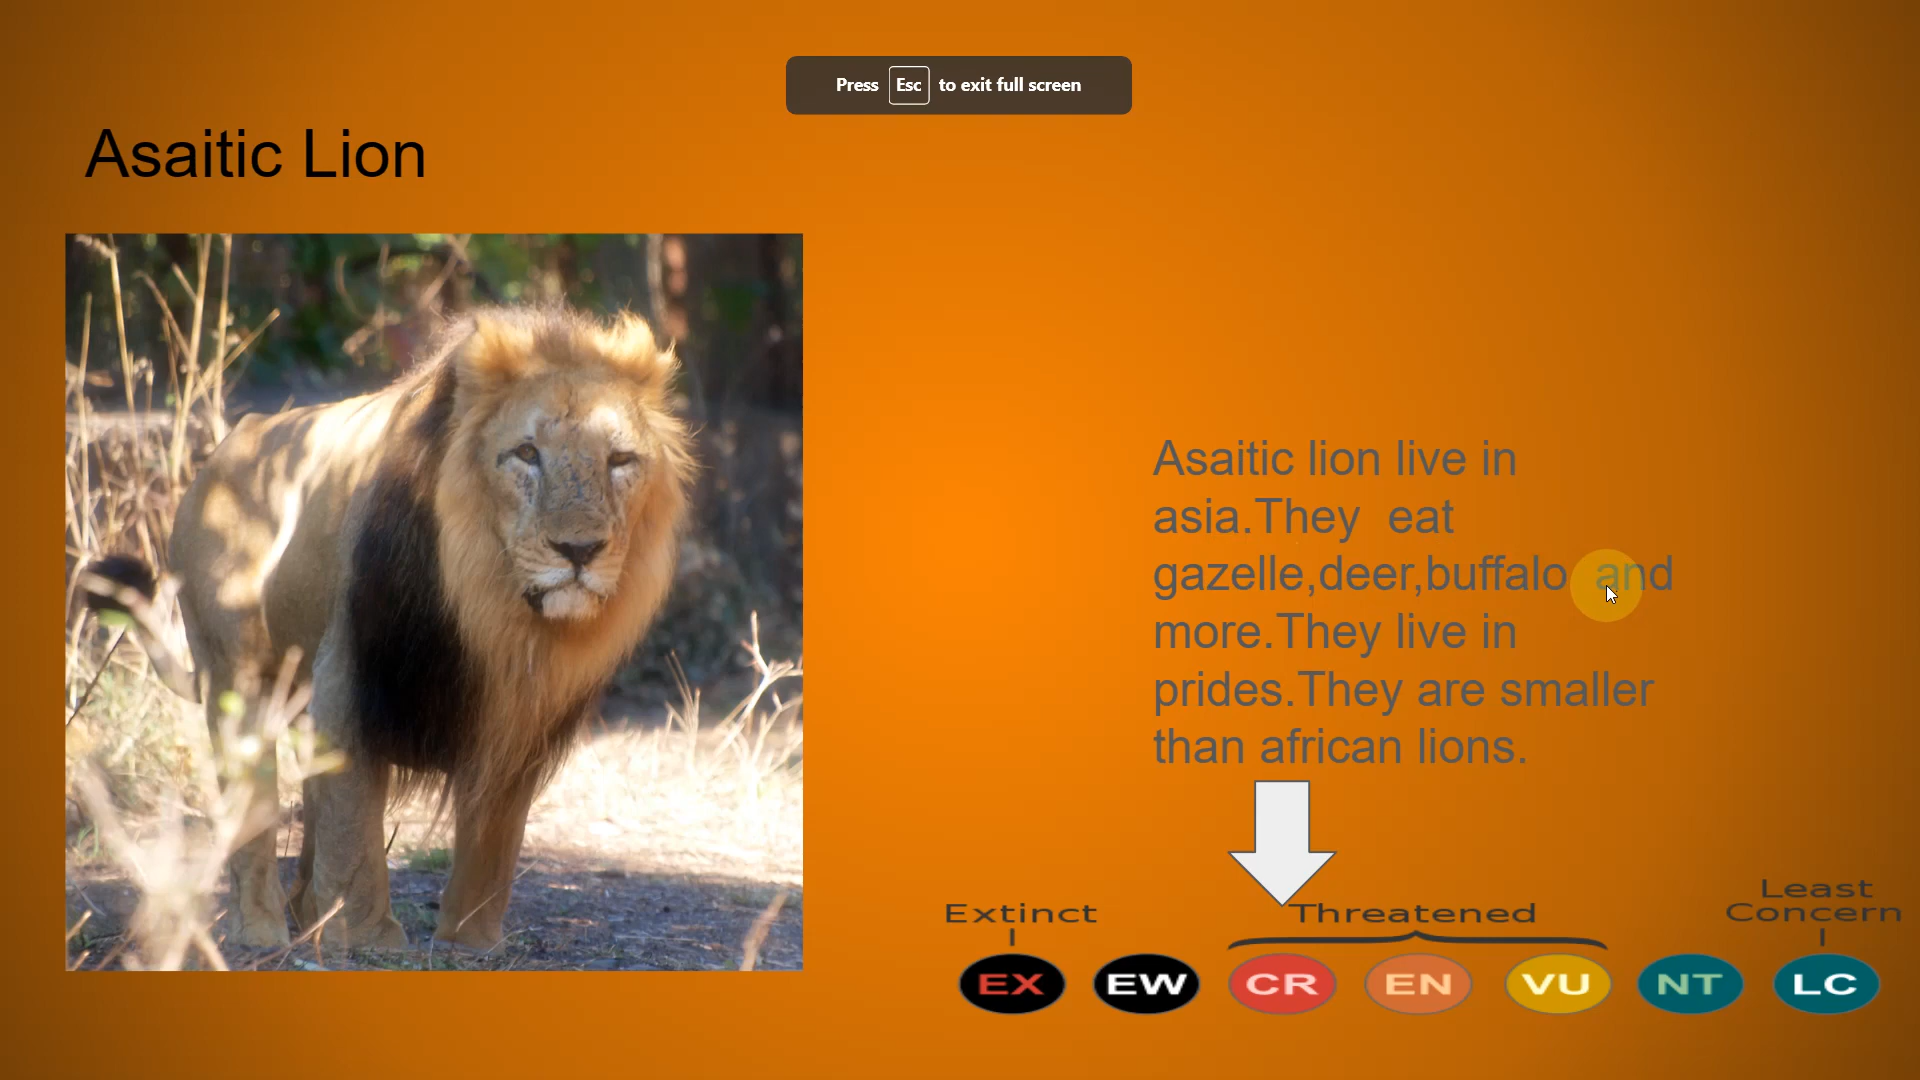 Press Esc to exit full screen
Asaitic Lion
Asaitic lion live in
asia.They  eat
gazelle,deer,buffalo  and
more.They live in
prides.They are smaller
than african lions.
Extinct
Threatened
Least
Concern
EX EW CR EN VU NT LC